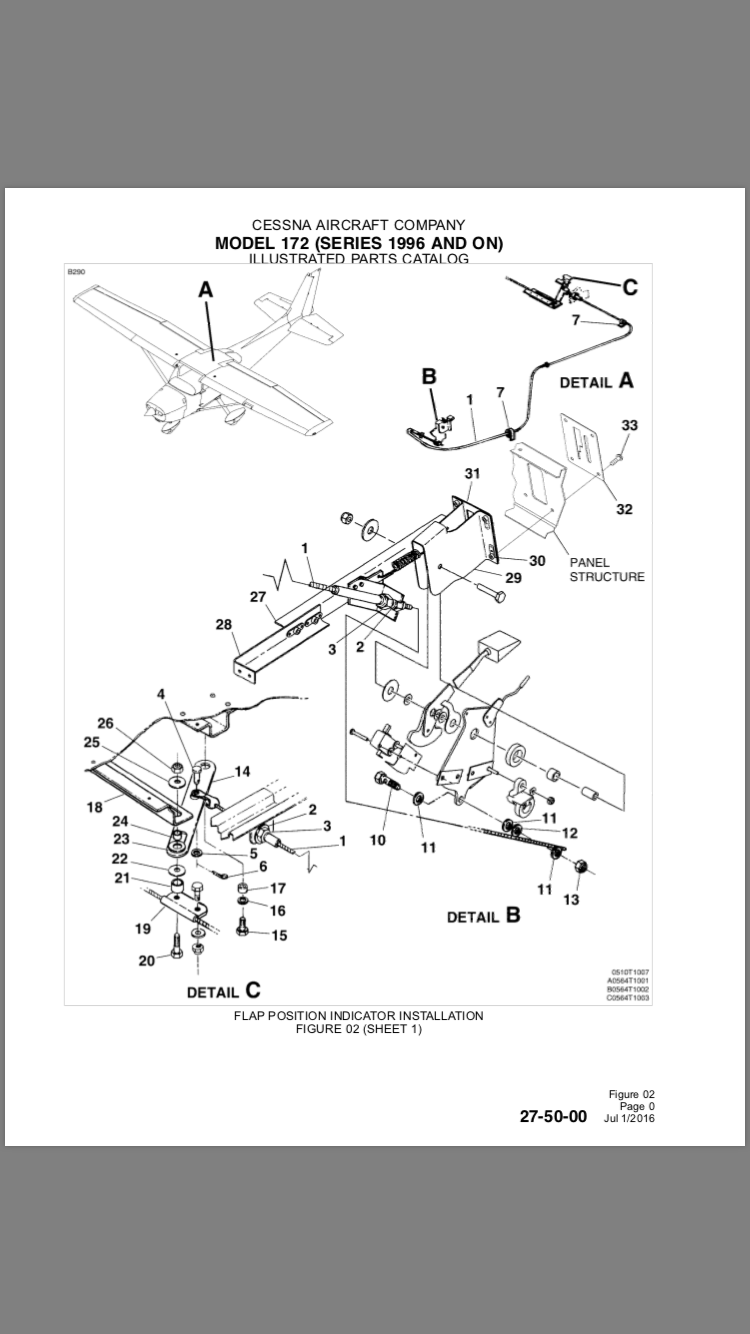 CESSNA AIRCRAFT COMPANY
MODEL 172 (SERIES 1996 AND ON)
ILLUSTRATED PARTS CATALOG
B290
A
C
7
DETAIL A
B
1
7
33
31
32
1
30
PANEL
STRUCTURE
29
27
28
3
2
4
26
25
14
18
2
24
3
23
1
10
11
11
12
22
5
6
21
17
11
13
16
19
15
DETAIL B
20
DETAIL C
0510T1007
A0564T1001
B0564T1002
C0564T1003
FLAP POSITION INDICATOR INSTALLATION
FIGURE 02 (SHEET 1)
Figure 02
Page 0
27-50-00 Jul 1/2016